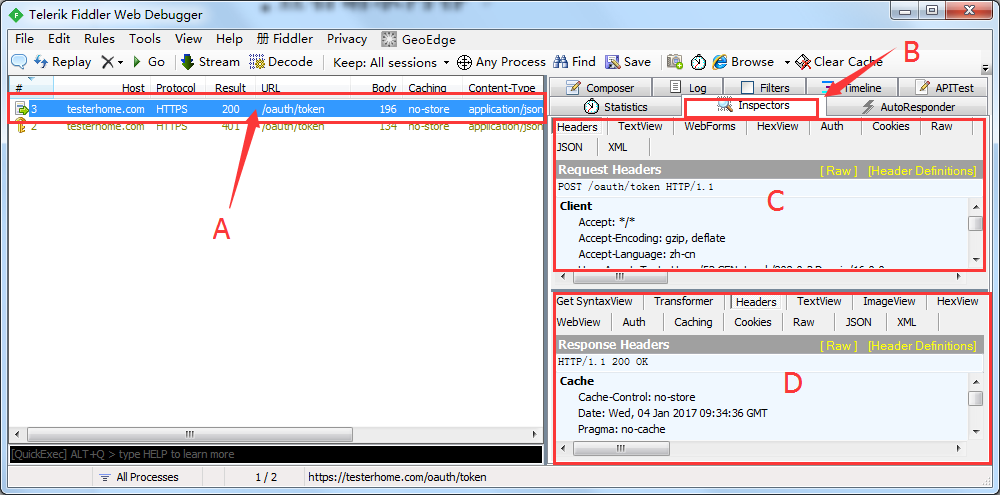 Telerik Fiddler Web Debugger
File Edit Rules Tools View Help 册 Fiddler Privacy GeoEdge
Replay Go Stream Decode Keep: All sessions Any Process Find Save Browse Clear Cache
B
# Host Protocol Result URL Body Caching Content-Type
3 testerhome.com HTTPS 200 /oauth/token 196 no-store application/json
2 testerhome.com HTTPS 401 /oauth/token 134 no-store application/json
A
Composer Log Filters Timeline APITest
Statistics Inspectors AutoResponder
Headers TextView WebForms HexView Auth Cookies Raw
JSON XML
Request Headers [ Raw ] [Header Definitions]
POST /oauth/token HTTP/1.1
C
Client
Accept: */*
Accept-Encoding: gzip, deflate
Accept-Language: zh-cn
Get SyntaxView Transformer Headers TextView ImageView HexView
WebView Auth Caching Cookies Raw JSON XML
Response Headers [ Raw ] [Header Definitions]
HTTP/1.1 200 OK
D
Cache
Cache-Control: no-store
Date: Wed, 04 Jan 2017 09:34:36 GMT
Pragma: no-cache
[QuickExec] ALT+Q > type HELP to learn more
All Processes 1 / 2 https://testerhome.com/oauth/token